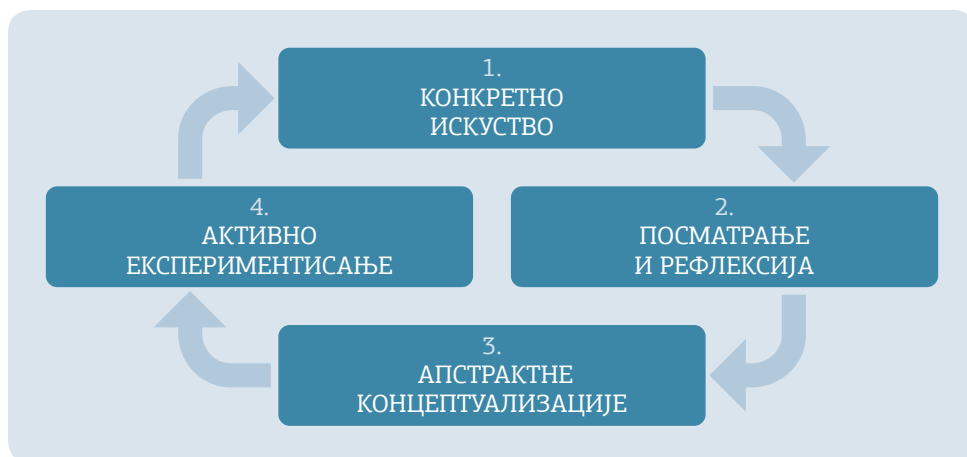 1.
КОНКРЕТНО
ИСКУСТВО
2.
ПОСМАТРАЊЕ
И РЕФЛЕКСИЈА
3.
АПСТРАКТНЕ
КОНЦЕПТУАЛИЗАЦИЈЕ
4.
АКТИВНО
ЕКСПЕРИМЕНТИСАЊЕ